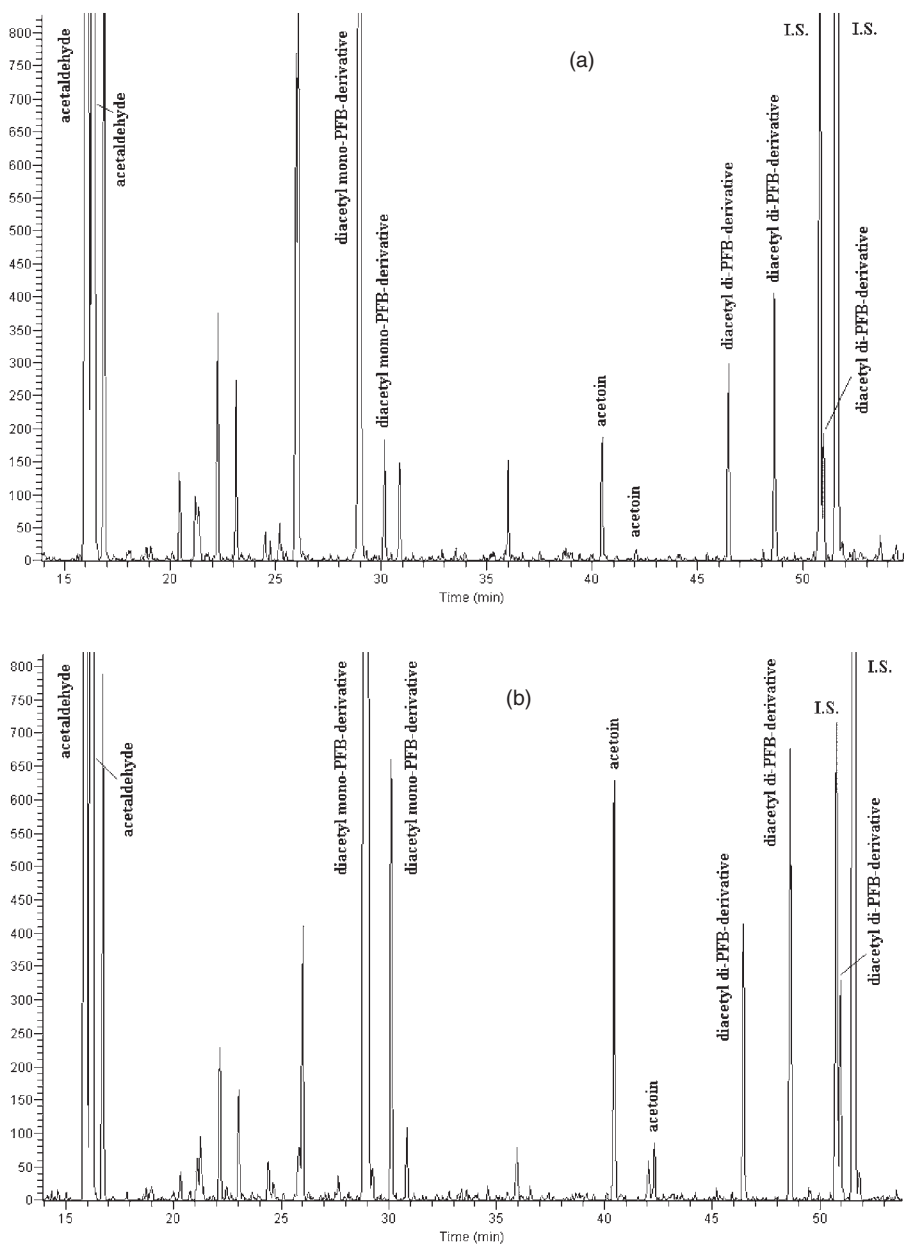 (a)
I.S.
I.S.
acetaldehyde
acetaldehyde
diacetyl mono-PFB-derivative
diacetyl mono-PFB-derivative
acetoin
acetoin
diacetyl di-PFB-derivative
diacetyl di-PFB-derivative
diacetyl di-PFB-derivative
800
750
700
650
600
550
500
450
400
350
300
250
200
150
100
50
0
15 20 25 30 35 40 45 50
Time (min)
(b)
I.S.
I.S.
acetaldehyde
acetaldehyde
diacetyl mono-PFB-derivative
diacetyl mono-PFB-derivative
acetoin
acetoin
diacetyl di-PFB-derivative
diacetyl di-PFB-derivative
diacetyl di-PFB-derivative
800
750
700
650
600
550
500
450
400
350
300
250
200
150
100
50
0
15 20 25 30 35 40 45 50
Time (min)